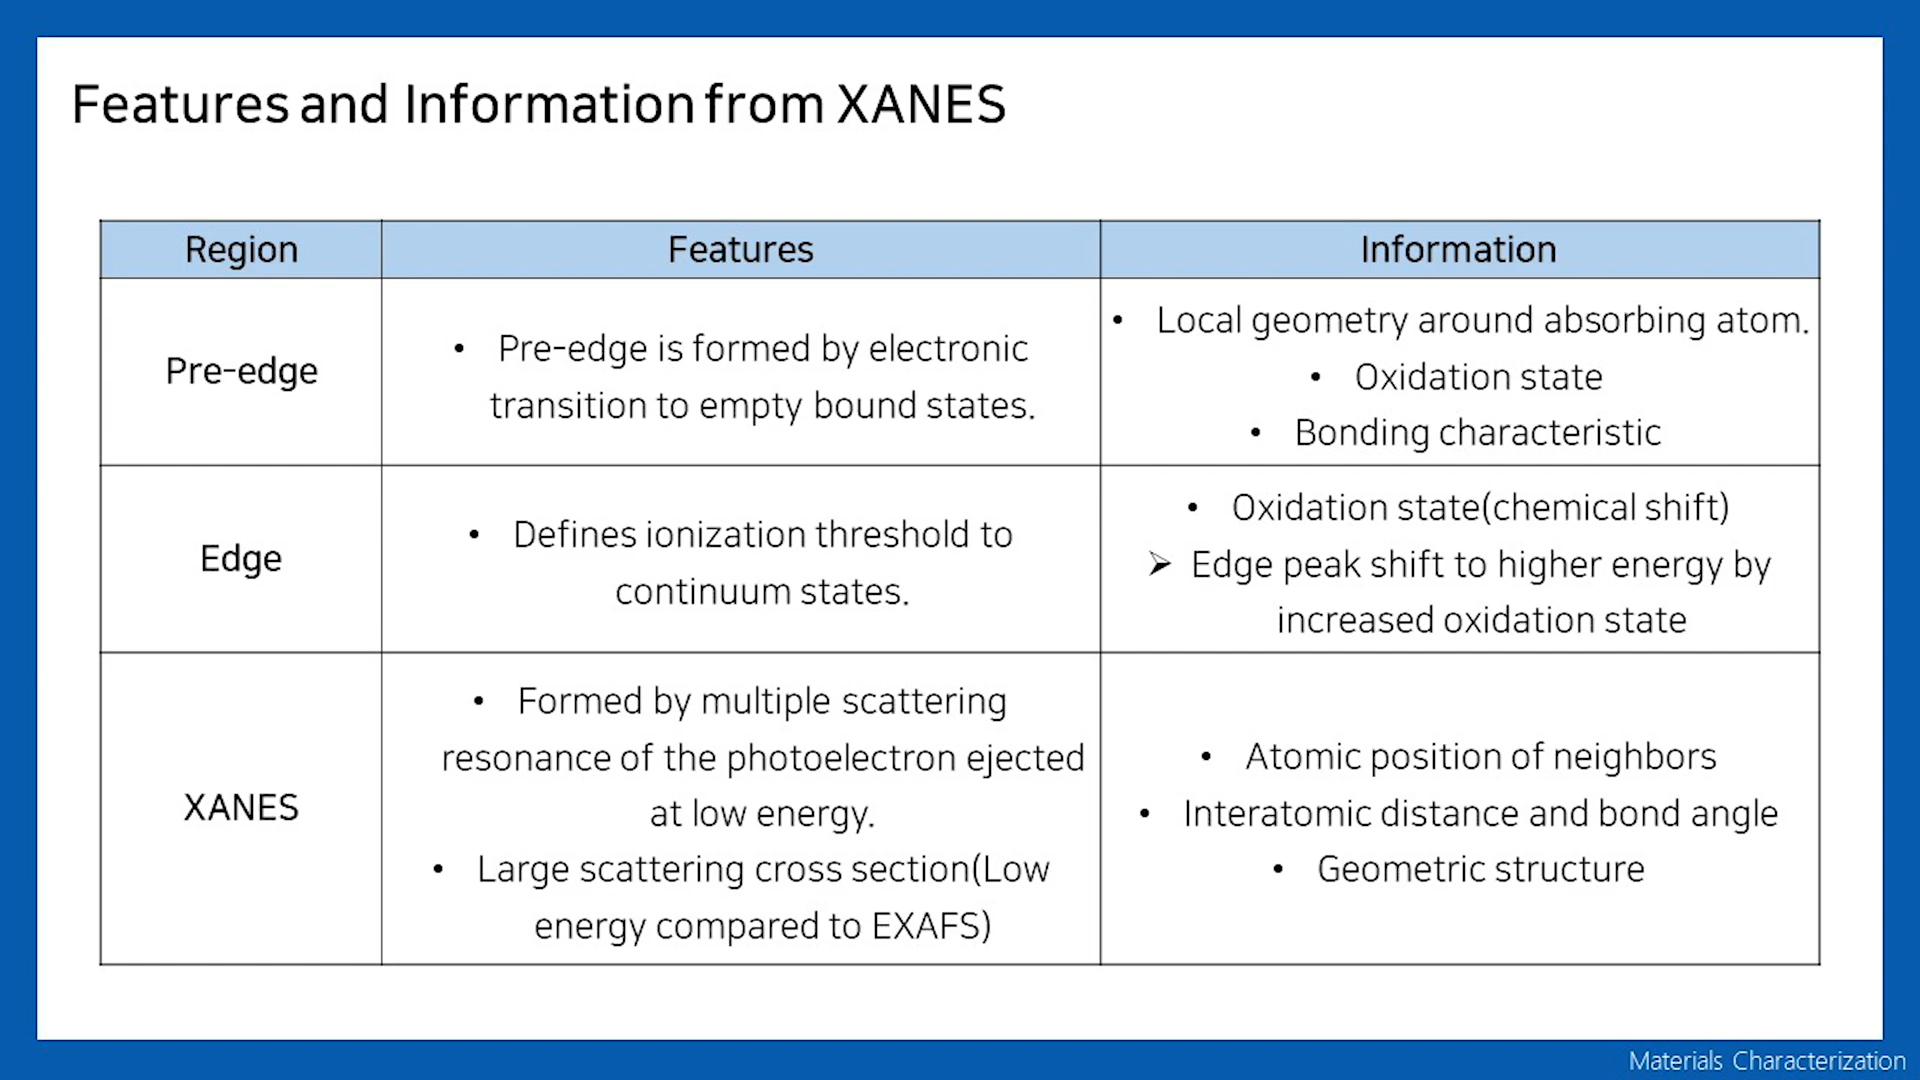 Features and Information from XANES
Region
Features
Information
Pre-edge
• Pre-edge is formed by electronic
transition to empty bound states.
• Local geometry around absorbing atom.
• Oxidation state
• Bonding characteristic
Edge
• Defines ionization threshold to
continuum states.
• Oxidation state(chemical shift)
➢ Edge peak shift to higher energy by
increased oxidation state
XANES
• Formed by multiple scattering
resonance of the photoelectron ejected
at low energy.
• Large scattering cross section(Low
energy compared to EXAFS)
• Atomic position of neighbors
• Interatomic distance and bond angle
• Geometric structure
Materials Characterization